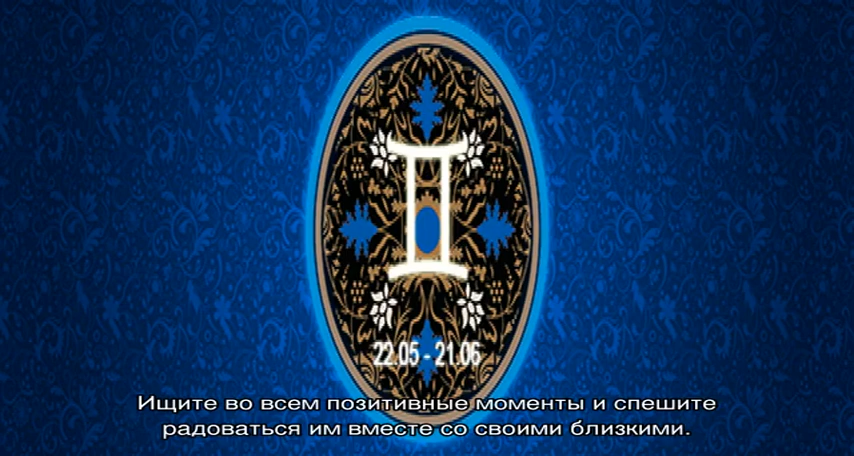 22.05 - 21.06
Ищите во всем позитивные моменты и спешите
радоваться им вместе со своими близкими.